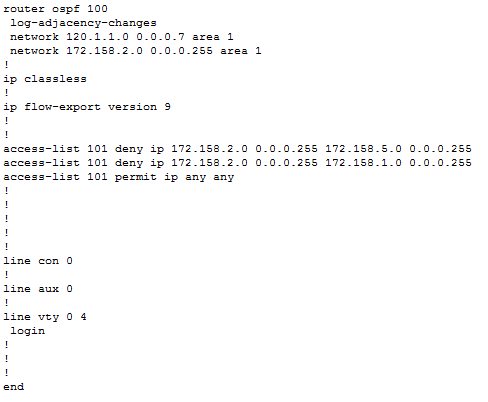 router ospf 100
 log-adjacency-changes
 network 120.1.1.0 0.0.0.7 area 1
 network 172.158.2.0 0.0.0.255 area 1
!
ip classless
!
ip flow-export version 9
!
!
access-list 101 deny ip 172.158.2.0 0.0.0.255 172.158.5.0 0.0.0.255
access-list 101 deny ip 172.158.2.0 0.0.0.255 172.158.1.0 0.0.0.255
access-list 101 permit ip any any
!
!
!
!
!
line con 0
!
line aux 0
!
line vty 0 4
 login
!
!
!
end